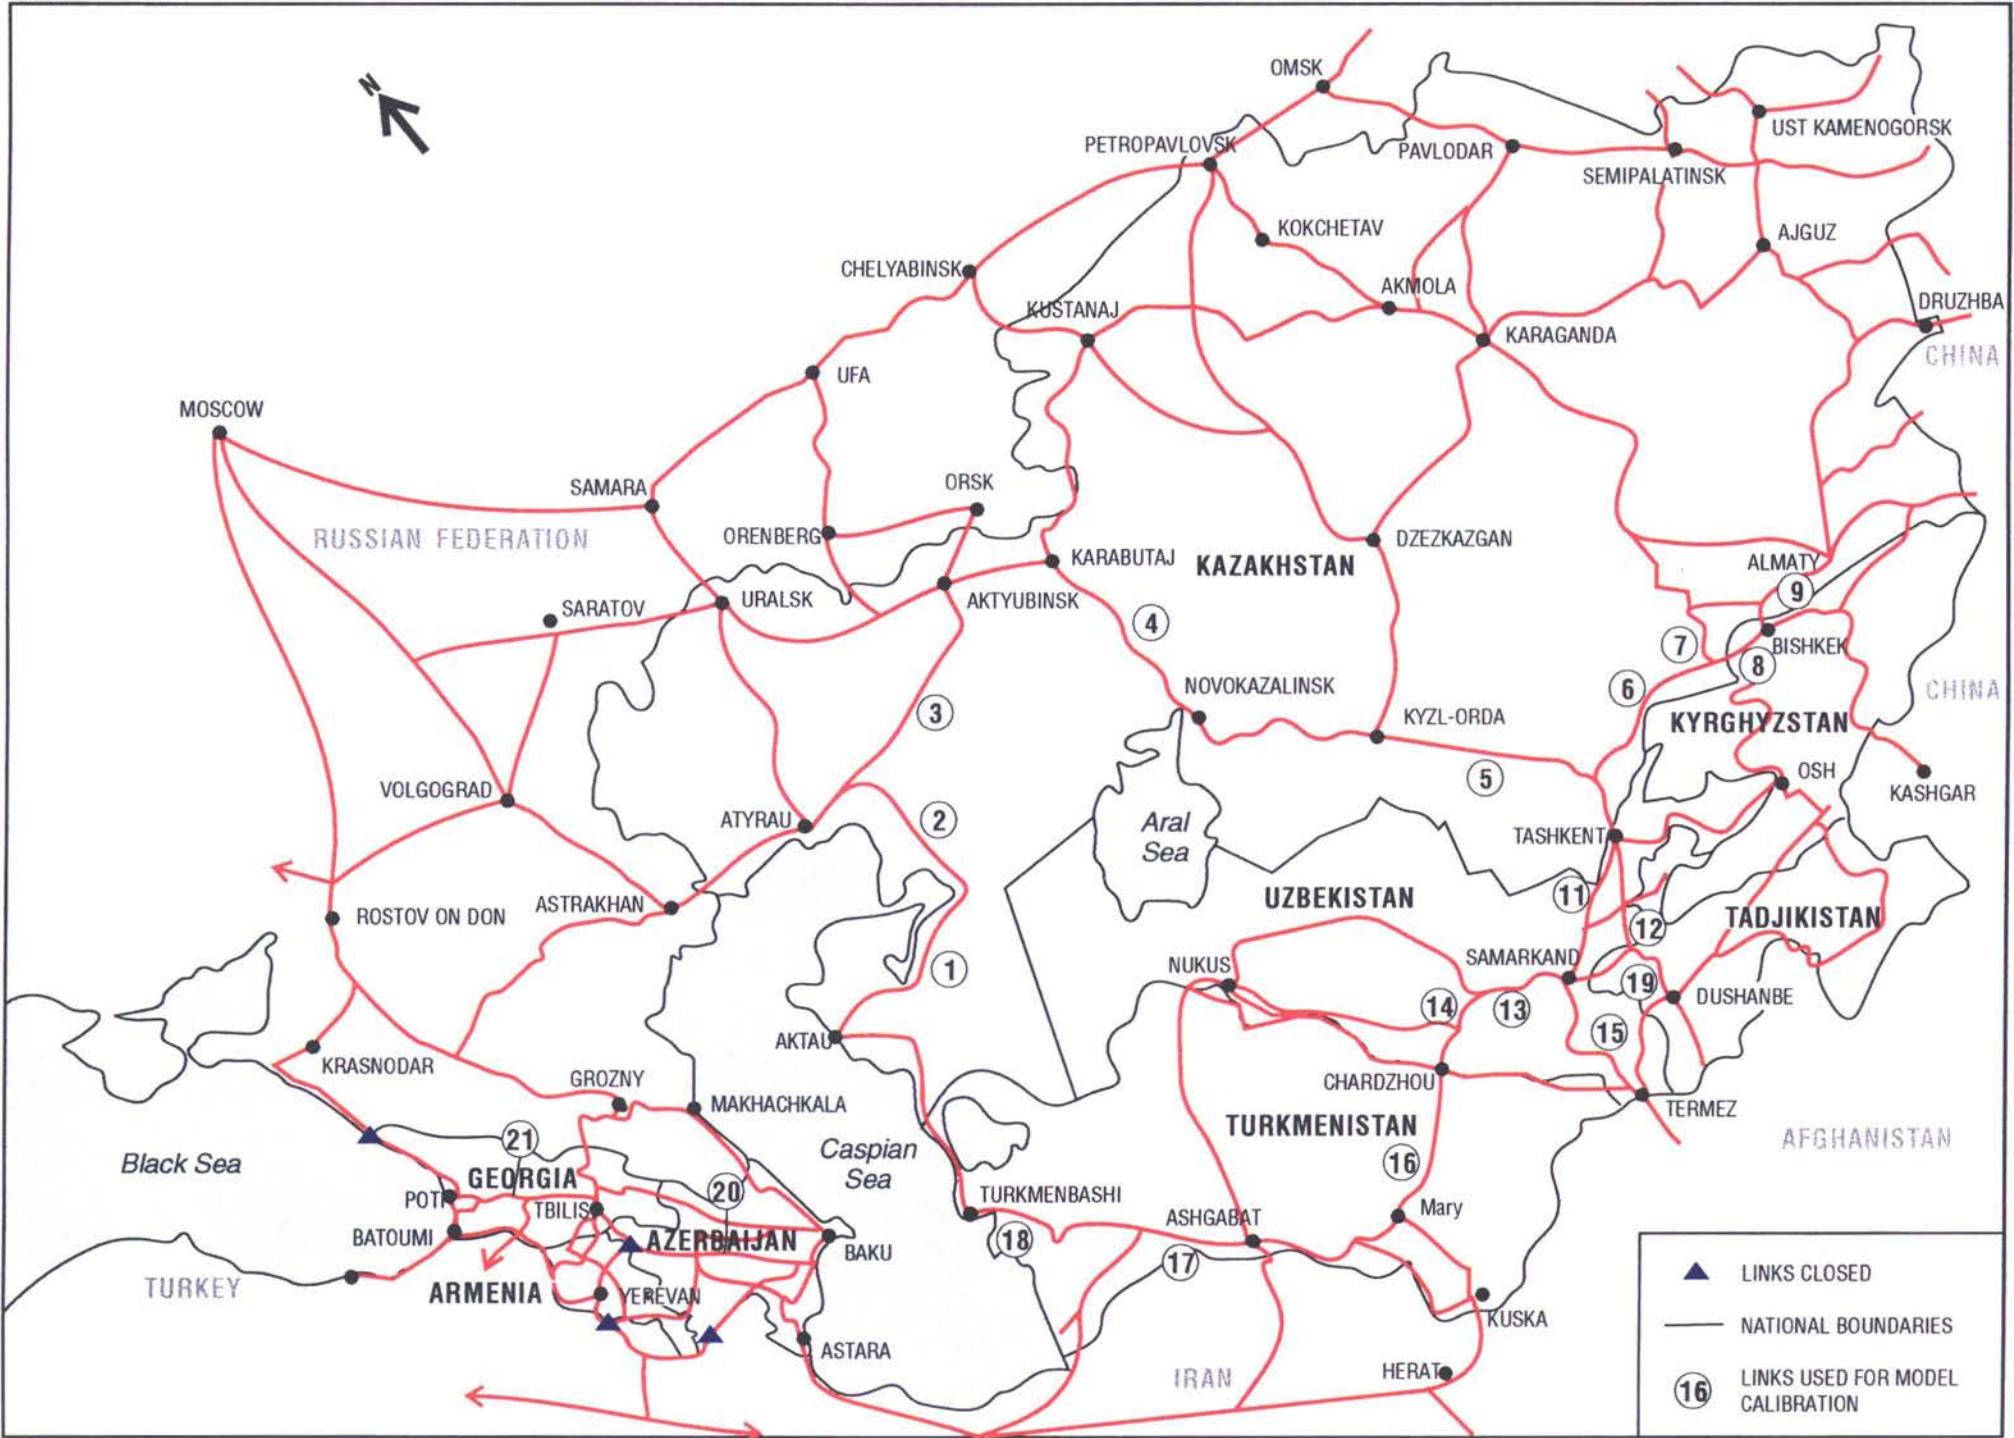 N
OMSK
PETROPAVLOVSK
PAVLODAR
UST KAMENOGORSK
SEMIPALATINSK
KOKCHETAV
AJGUZ
CHELYABINSK
AKMOLA
KUSTANAJ
DRUZHBA
KARAGANDA
CHINA
UFA
MOSCOW
SAMARA
ORSK
RUSSIAN FEDERATION
ORENBERG
KARABUTAJ
KAZAKHSTAN
DZEZKAZGAN
ALMATY
9
SARATOV
URALSK
AKTYUBINSK
4
7
BISHKEK
8
6
NOVOKAZALINSK
KYZL-ORDA
CHINA
3
KYRGHYZSTAN
5
OSH
KASHGAR
VOLGOGRAD
ATYRAU
2
Aral
Sea
TASHKENT
11
UZBEKISTAN
ASTRAKHAN
ROSTOV ON DON
TADJIKISTAN
12
1
NUKUS
SAMARKAND
19
DUSHANBE
14
13
15
AKTAU
KRASNODAR
GROZNY
CHARDZHOU
MAKHACHKALA
TERMEZ
TURKMENISTAN
AFGHANISTAN
21
Black Sea
Caspian
Sea
16
GEORGIA
20
POTI
TBILISI
TURKMENBASHI
Mary
ASHGABAT
BATOUMI
AZERBAIJAN
BAKU
18
17
TURKEY
ARMENIA
YEREVAN
KUSKA
ASTARA
HERAT
IRAN
LINKS CLOSED
NATIONAL BOUNDARIES
16
LINKS USED FOR MODEL
CALIBRATION